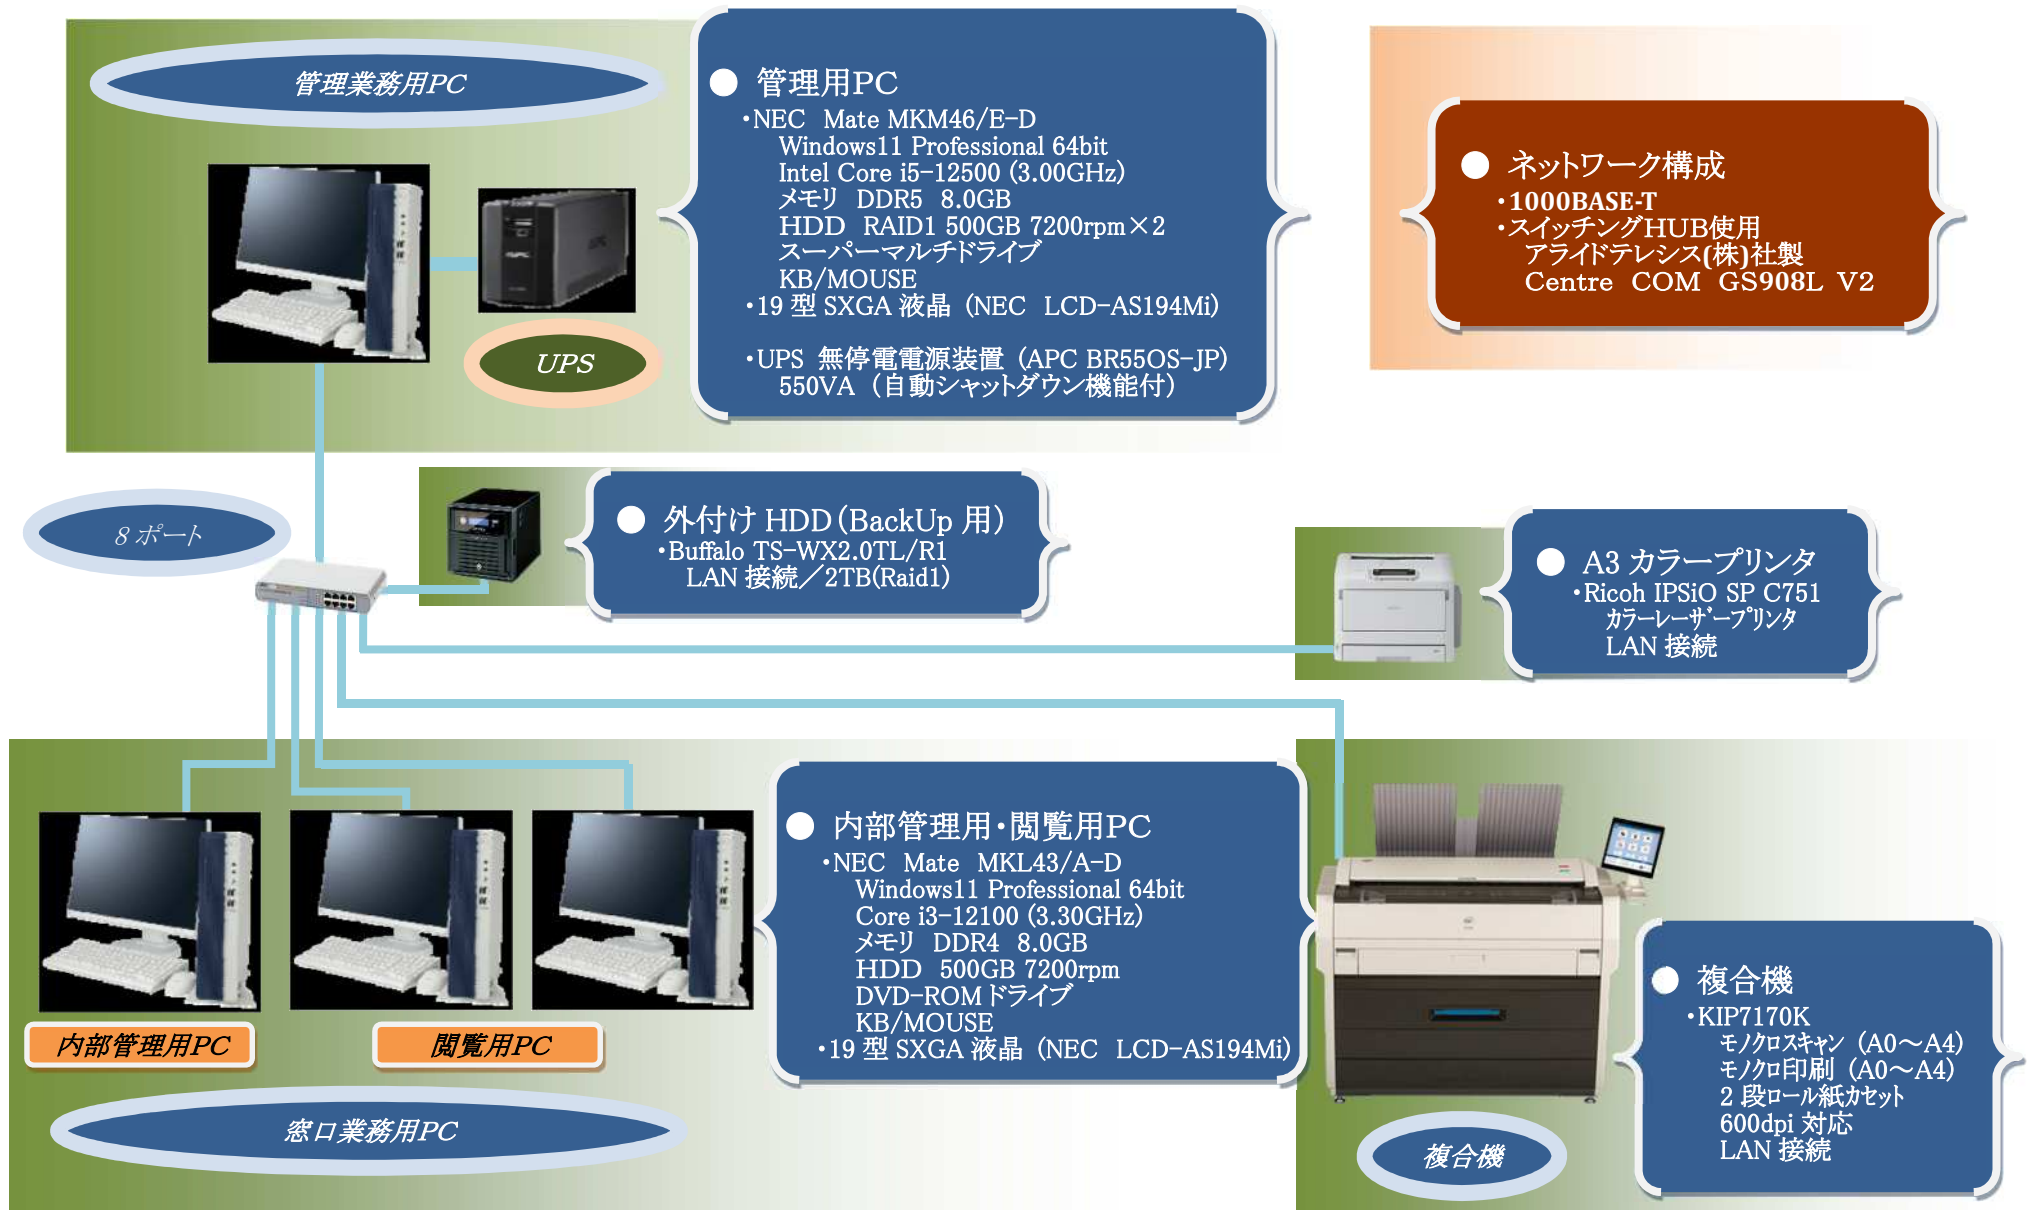 管理業務用PC
● 管理用PC
・NEC Mate MKM46/E-D
Windows11 Professional 64bit
Intel Core i5-12500 (3.00GHz)
メモリ DDR5 8.0GB
HDD RAID1 500GB 7200rpm×2
スーパーマルチドライブ
KB/MOUSE
・19 型 SXGA 液晶 (NEC LCD-AS194Mi)
・UPS 無停電電源装置 (APC BR55OS-JP)
550VA (自動シャットダウン機能付)
UPS
● ネットワーク構成
・1000BASE-T
・スイッチングHUB使用
アライドテレシス(株)社製
Centre COM GS908L V2
8 ポート
● 外付け HDD(BackUp 用)
・Buffalo TS-WX2.0TL/R1
LAN 接続/2TB(Raid1)
● A3 カラープリンタ
・Ricoh IPSiO SP C751
カラーレーザープリンタ
LAN 接続
● 内部管理用・閲覧用PC
・NEC Mate MKL43/A-D
Windows11 Professional 64bit
Core i3-12100 (3.30GHz)
メモリ DDR4 8.0GB
HDD 500GB 7200rpm
DVD-ROMドライブ
KB/MOUSE
・19 型 SXGA 液晶 (NEC LCD-AS194Mi)
内部管理用PC
閲覧用PC
窓口業務用PC
● 複合機
・KIP7170K
モノクロスキャン (A0～A4)
モノクロ印刷 (A0～A4)
2 段ロール紙カセット
600dpi 対応
LAN 接続
複合機